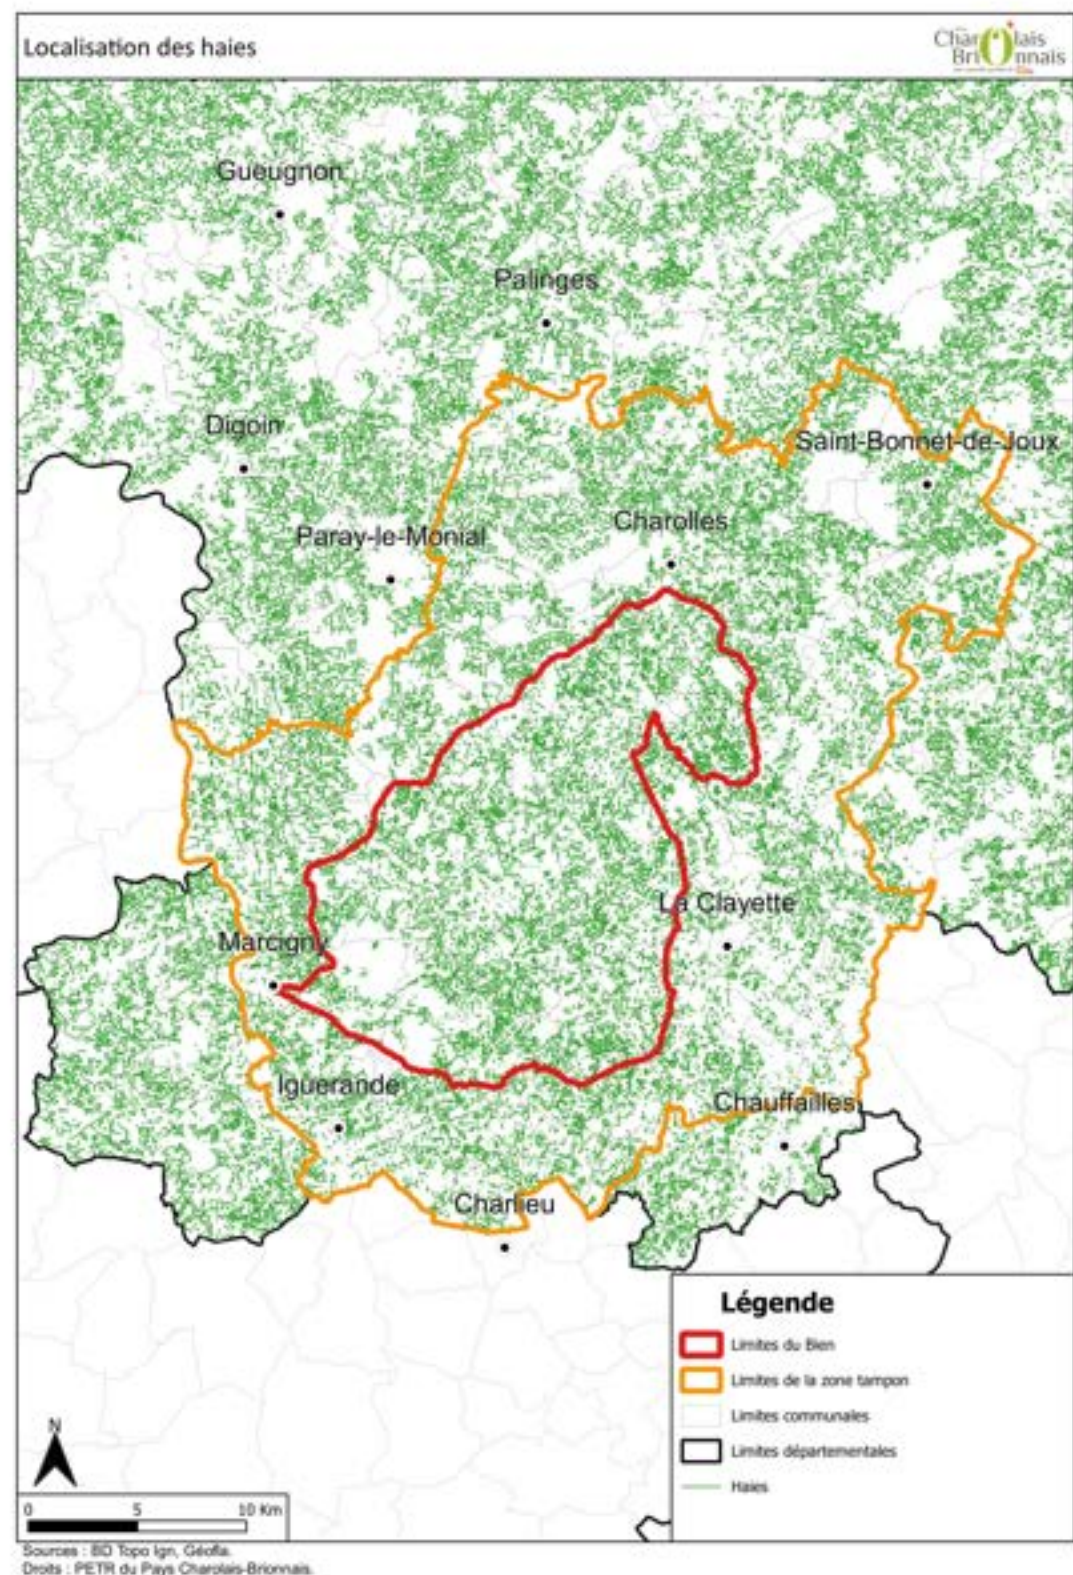 Localisation des haies
Charolais
Brionnais
Gueugnon
Palinges
Digoin
Saint-Bonnet-de-Joux
Charolles
Paray-le-Monial
La Clayette
Marcigny
Iguerande
Chauffailles
Charlieu
Légende
Limites du Bien
Limites de la zone tampon
Limites communales
Limites départementales
Haies
N
0 5 10 Km
Sources : BD Topo Ign, Géofla.
Droits : PETR du Pays Charolais-Brionnais.